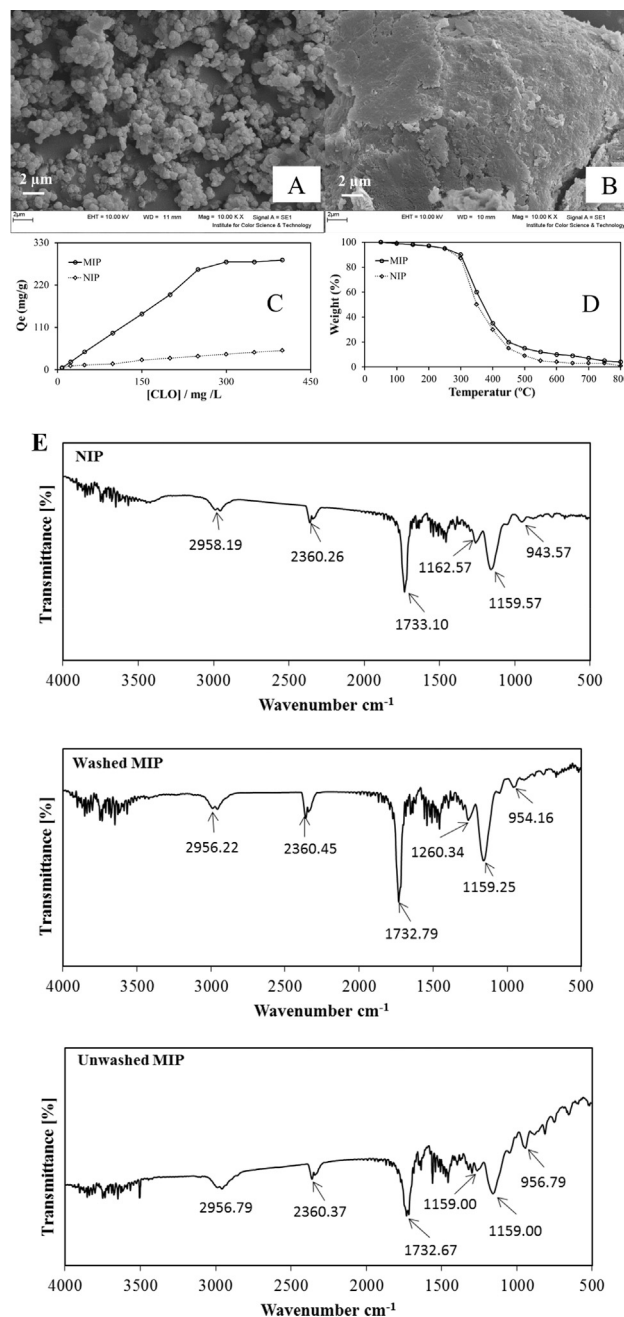 2 µm
A
2 µm
B
2µm EHT = 10.00 kV WD = 11 mm Mag = 10.00 K X Signal A = SE1
Institute for Color Science & Technology
2µm EHT = 10.00 kV WD = 10 mm Mag = 10.00 K X Signal A = SE1
Institute for Color Science & Technology
330
220
110
0
Qe (mg/g)
MIP
NIP
C
0 150 300 450
[CLO] / mg /L
100
80
60
40
20
0
Weight (%)
MIP
NIP
D
0 100 200 300 400 500 600 700 800
Temperatur (°C)
E
NIP
Transmittance [%]
2958.19
2360.26
1733.10
1162.57
1159.57
943.57
4000 3500 3000 2500 2000 1500 1000 500
Wavenumber cm-1
Washed MIP
Transmittance [%]
2956.22
2360.45
1732.79
1260.34
1159.25
954.16
4000 3500 3000 2500 2000 1500 1000 500
Wavenumber cm-1
Unwashed MIP
Transmittance [%]
2956.79
2360.37
1732.67
1159.00
1159.00
956.79
4000 3500 3000 2500 2000 1500 1000 500
Wavenumber cm-1